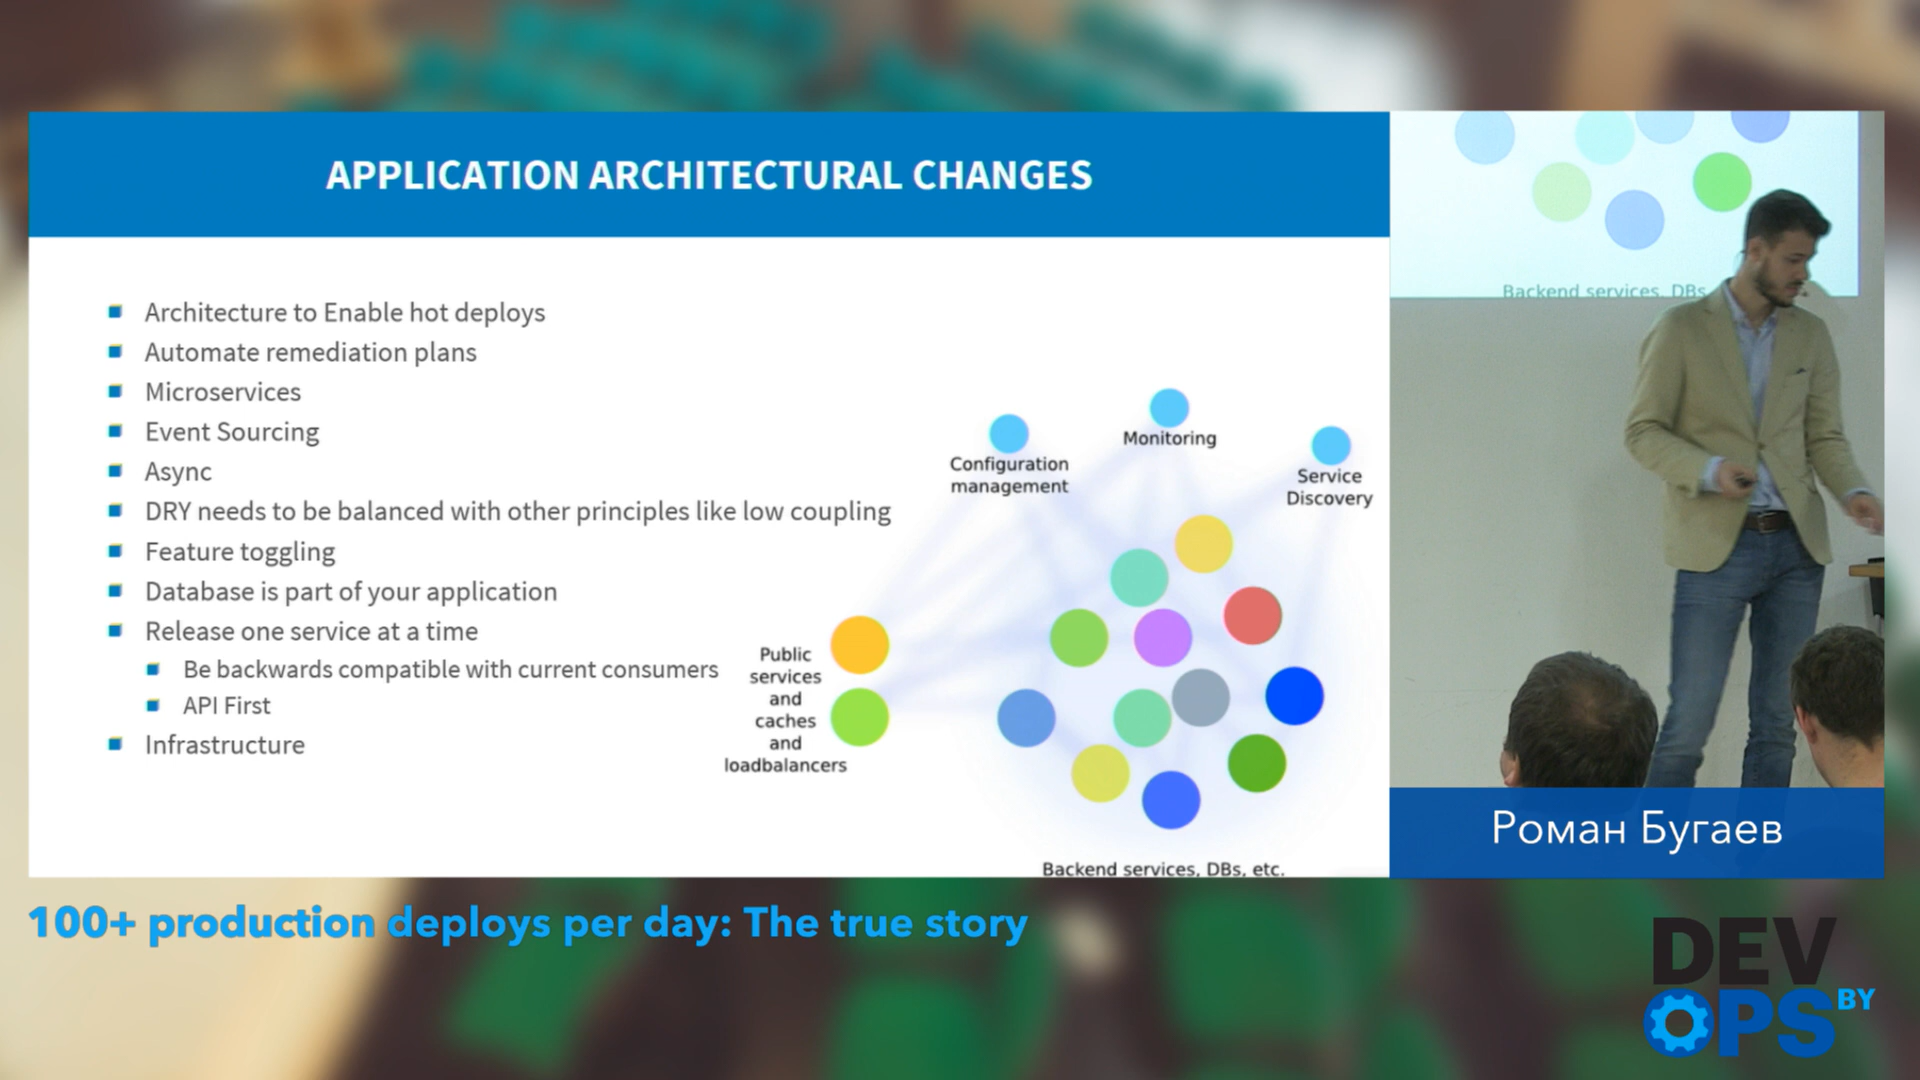 APPLICATION ARCHITECTURAL CHANGES
Architecture to Enable hot deploys
Automate remediation plans
Microservices
Event Sourcing
Async
DRY needs to be balanced with other principles like low coupling
Feature toggling
Database is part of your application
Release one service at a time
Be backwards compatible with current consumers
API First
Infrastructure
Configuration
management
Monitoring
Service
Discovery
Public
services
and
caches
and
loadbalancers
Backend services, DBs, etc.
Backend services, DBs
Роман Бугаев
100+ production deploys per day: The true story
DEV
OPS BY